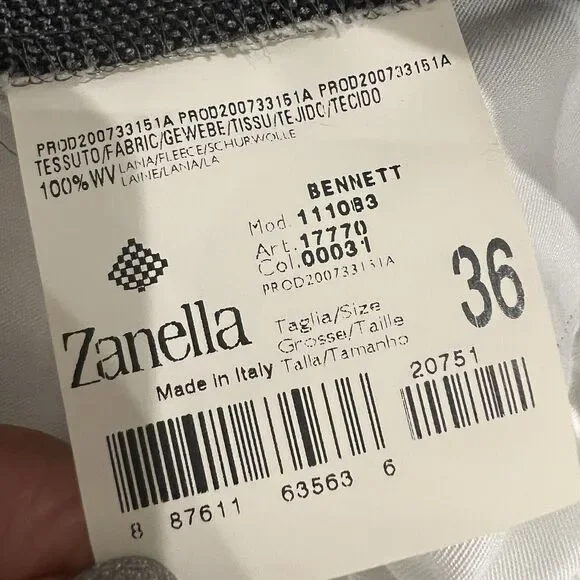 PROD200733151A PROD200733151A PROD200733151A
TESSUTO/FABRIC/GEWEBE/TISSU/TEJIDO/TECIDO
100%WV LANA/FLEECE/SCHURWOLLE
LAINE/LANA/LA
BENNETT
Mod. 111083
Art. 17770
Col. 00031
PROD200733151A
36
Zanella
Taglia/Size
Grosse/Taille
Talla/Tamanho
Made in Italy
20751
8 87611 63563 6